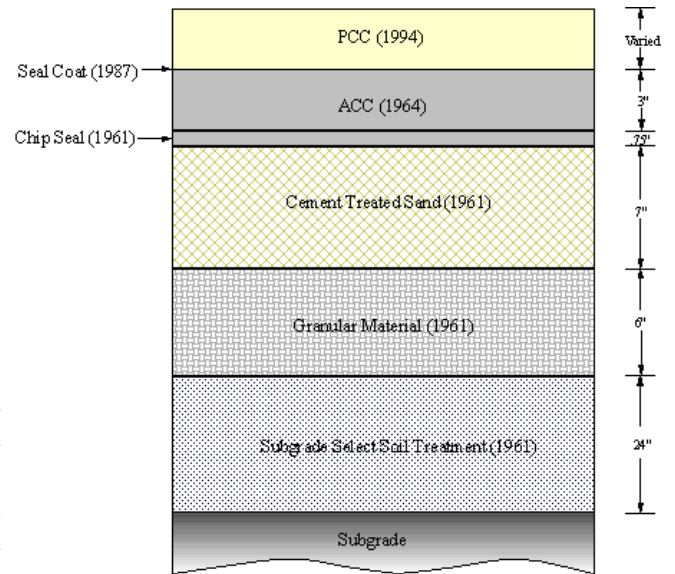 PCC (1994)
Varied
Seal Coat (1987)
ACC (1964)
3"
Chip Seal (1961)
.75"
Cement Treated Sand (1961)
7"
Granular Material (1961)
6"
Subgrade Select Soil Treatment (1961)
24"
Subgrade